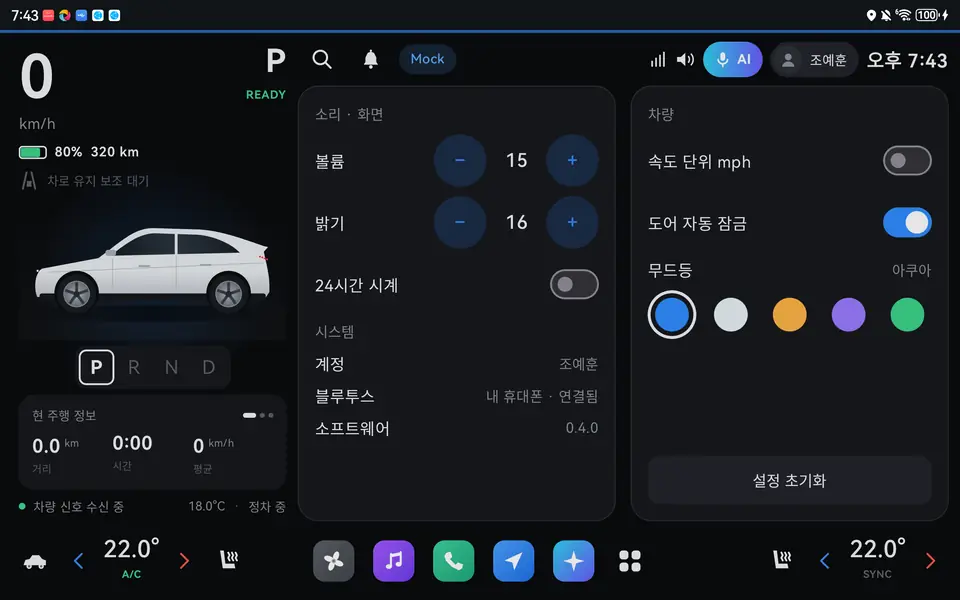 7:43
100
0
P
READY
km/h
80% 320 km
차로 유지 보조 대기
P R N D
현 주행 정보
0.0 km 0:00 0 km/h
거리 시간 평균
차량 신호 수신 중 18.0°C · 정차 중
Mock
AI
조예훈
오후 7:43
소리 · 화면
볼륨 − 15 +
밝기 − 16 +
24시간 시계
시스템
계정 조예훈
블루투스 내 휴대폰 · 연결됨
소프트웨어 0.4.0
차량
속도 단위 mph
도어 자동 잠금
무드등 아쿠아
설정 초기화
22.0°
A/C
22.0°
SYNC